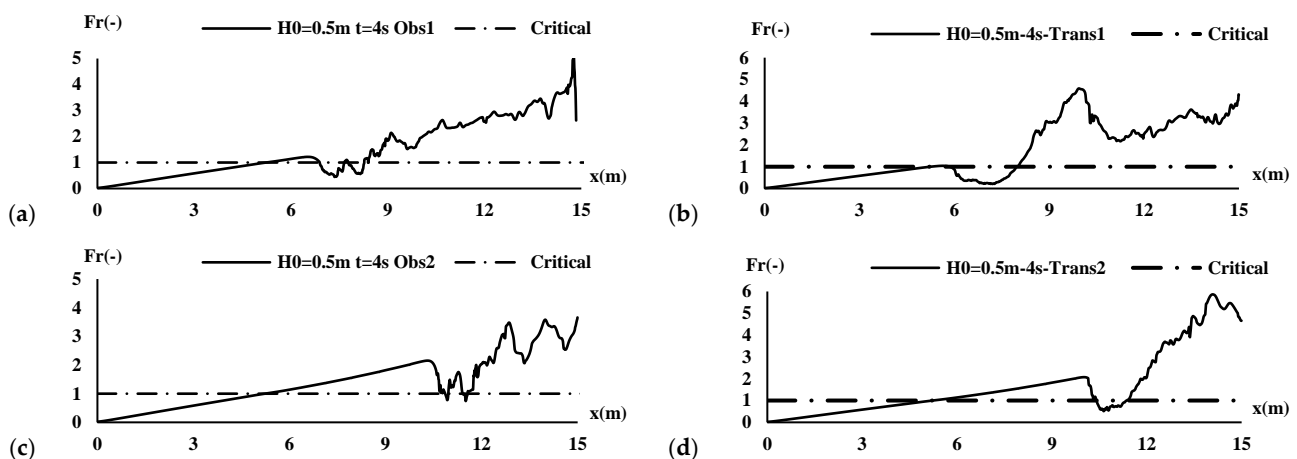 Fr(-)
H0=0.5m t=4s Obs1
Critical
5
4
3
2
1
0
x(m)
0 3 6 9 12 15
(a)
Fr(-)
H0=0.5m-4s-Trans1
Critical
6
5
4
3
2
1
0
x(m)
0 3 6 9 12 15
(b)
Fr(-)
H0=0.5m t=4s Obs2
Critical
5
4
3
2
1
0
x(m)
0 3 6 9 12 15
(c)
Fr(-)
H0=0.5m-4s-Trans2
Critical
6
5
4
3
2
1
0
x(m)
0 3 6 9 12 15
(d)